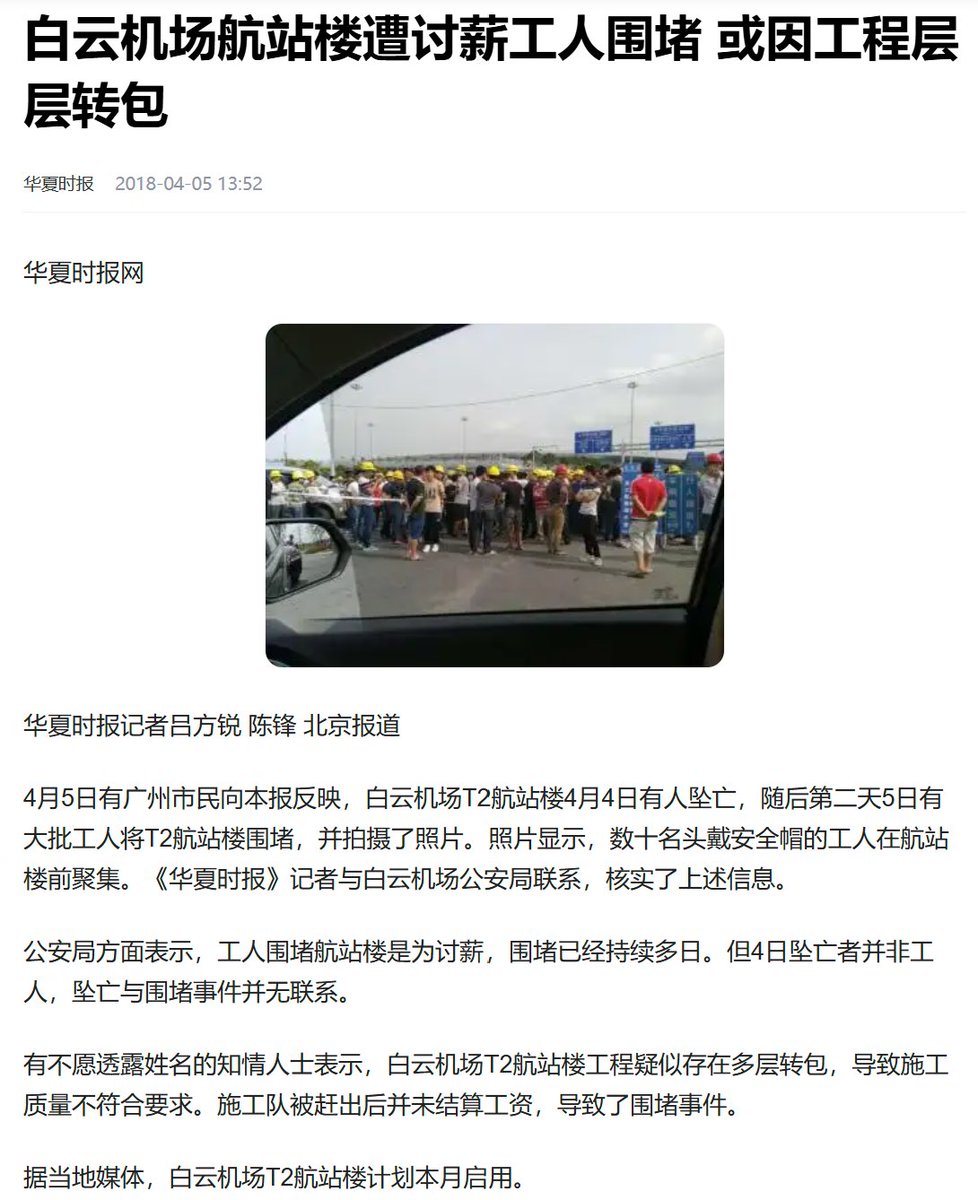 白云机场航站楼遭讨薪工人围堵 或因工程层
层转包
华夏时报 2018-04-05 13:52
华夏时报网
华夏时报记者吕方锐 陈锋 北京报道
4月5日有广州市民向本报反映，白云机场T2航站楼4月4日有人坠亡，随后第二天5日有
大批工人将T2航站楼围堵，并拍摄了照片。照片显示，数十名头戴安全帽的工人在航站
楼前聚集。《华夏时报》记者与白云机场公安局联系，核实了上述信息。
公安局方面表示，工人围堵航站楼是为讨薪，围堵已经持续多日。但4日坠亡者并非工
人，坠亡与围堵事件并无联系。
有不愿透露姓名的知情人士表示，白云机场T2航站楼工程疑似存在多层转包，导致施工
质量不符合要求。施工队被赶出后并未结算工资，导致了围堵事件。
据当地媒体，白云机场T2航站楼计划本月启用。